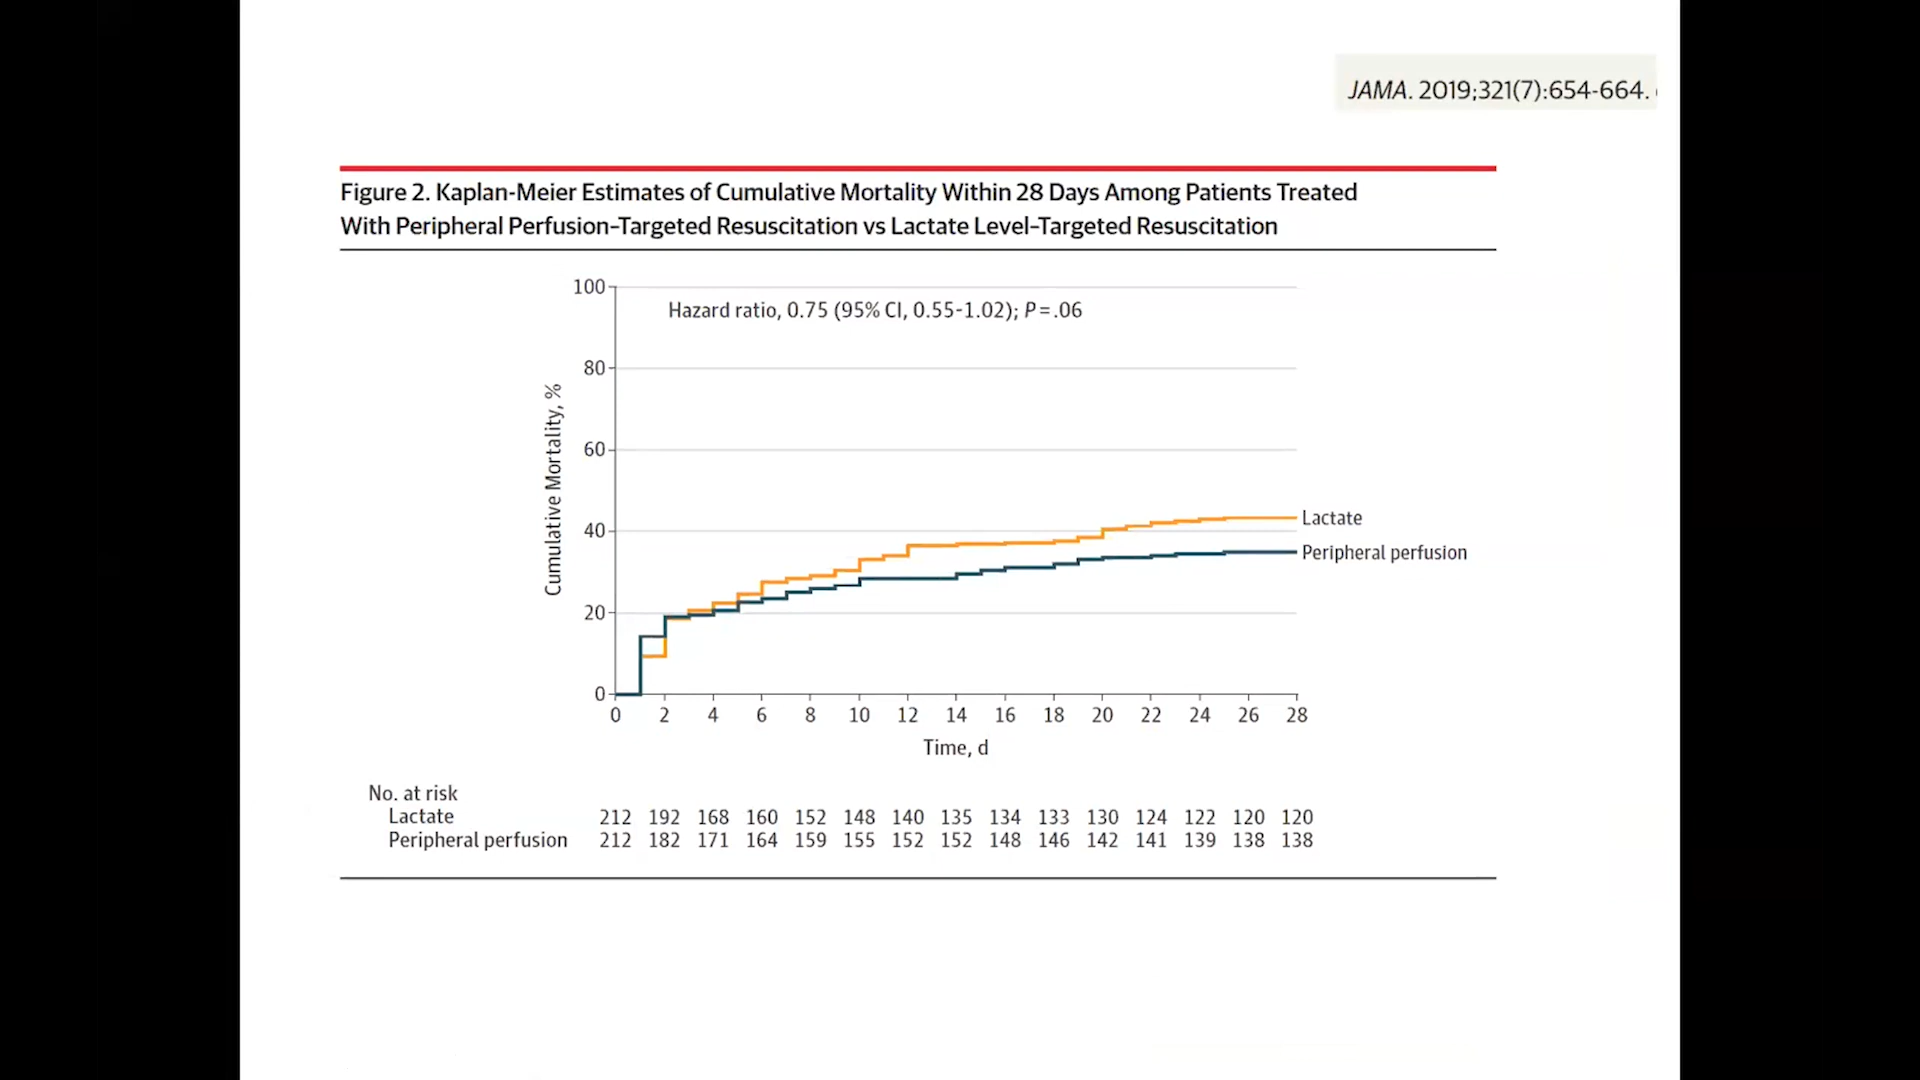 JAMA. 2019;321(7):654-664.
Figure 2. Kaplan-Meier Estimates of Cumulative Mortality Within 28 Days Among Patients Treated
With Peripheral Perfusion–Targeted Resuscitation vs Lactate Level–Targeted Resuscitation
100
Hazard ratio, 0.75 (95% CI, 0.55-1.02); P = .06
80
60
40
20
0
Cumulative Mortality, %
Lactate
Peripheral perfusion
0 2 4 6 8 10 12 14 16 18 20 22 24 26 28
Time, d
No. at risk
Lactate 212 192 168 160 152 148 140 135 134 133 130 124 122 120 120
Peripheral perfusion 212 182 171 164 159 155 152 152 148 146 142 141 139 138 138